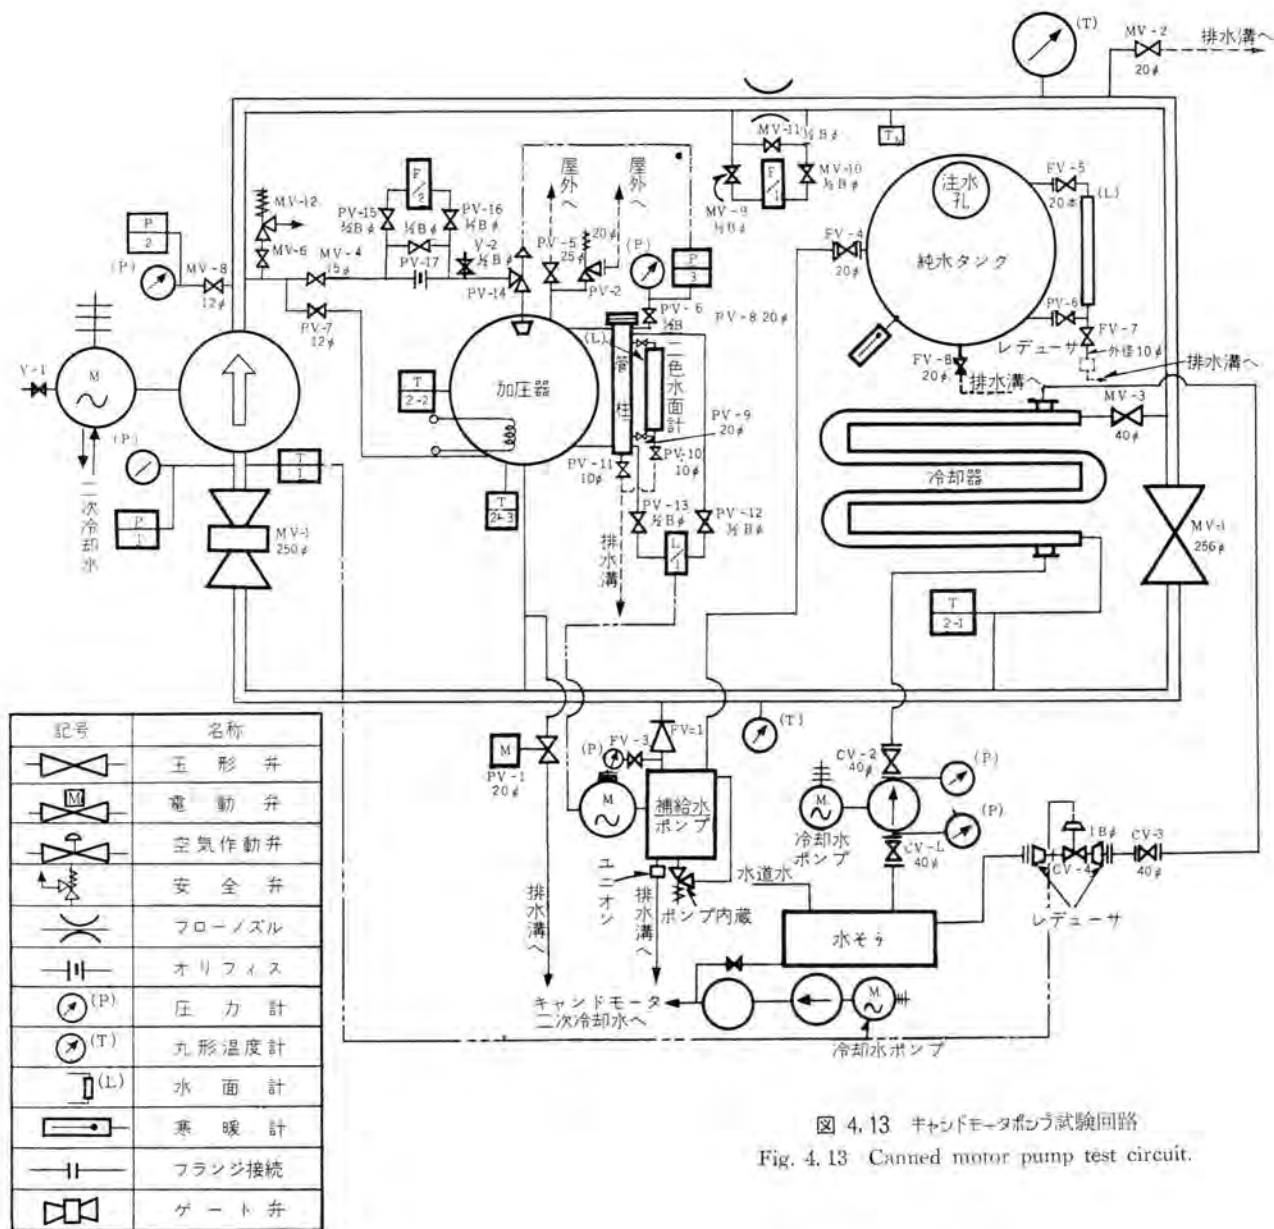 (T)
MV-2
20φ
排水溝へ
MV-11 ½Bφ
F
1
MV-9
½Bφ
MV-10
½Bφ
注水
孔
純水タンク
FV-4
20φ
FV-5
(L)
PV-6
FV-7
外径10φ
レデューサ
排水溝へ
FV-8
20φ
排水溝へ
MV-3
40φ
冷却器
MV-1
256φ
T
2-1
屋外へ
屋外へ
MV-12
MV-6
MV-4
15φ
P
2
(P)
MV-8
12φ
PV-15
½Bφ
PV-16
½Bφ
PV-17
V-2
½Bφ
PV-14
PV-5
25φ
20φ
PV-2
(P)
P
3
PV-6
½B
PV-8 20φ
PV-7
12φ
V-1
M
(P)
二次冷却水
P
1
T
1
MV-1
250φ
加圧器
T
2-2
T
2-3
(L)
管
柱
二色水面計
PV-9
20φ
PV-10
10φ
PV-11
10φ
PV-13
½Bφ
PV-12
½Bφ
L
1
排水溝
M
PV-1
20φ
排水溝へ
(P)
FV-3
FV-1
M
補給水
ポンプ
ユニオン
排水溝へ
ポンプ内蔵
(T)
CV-2
40φ
(P)
(P)
M
冷却水
ポンプ
CV-L
40φ
水道水
水そう
1Bφ
CV-4
CV-3
40φ
レデューサ
キャンドモータ
二次冷却水へ
M
冷却水ポンプ
記号 名称
玉形弁
M 電動弁
空気作動弁
安全弁
フローノズル
オリフィス
(P) 圧力計
(T) 丸形温度計
(L) 水面計
寒暖計
フランジ接続
ゲート弁
図 4.13 キャンドモータポンプ試験回路
Fig. 4.13 Canned motor pump test circuit.